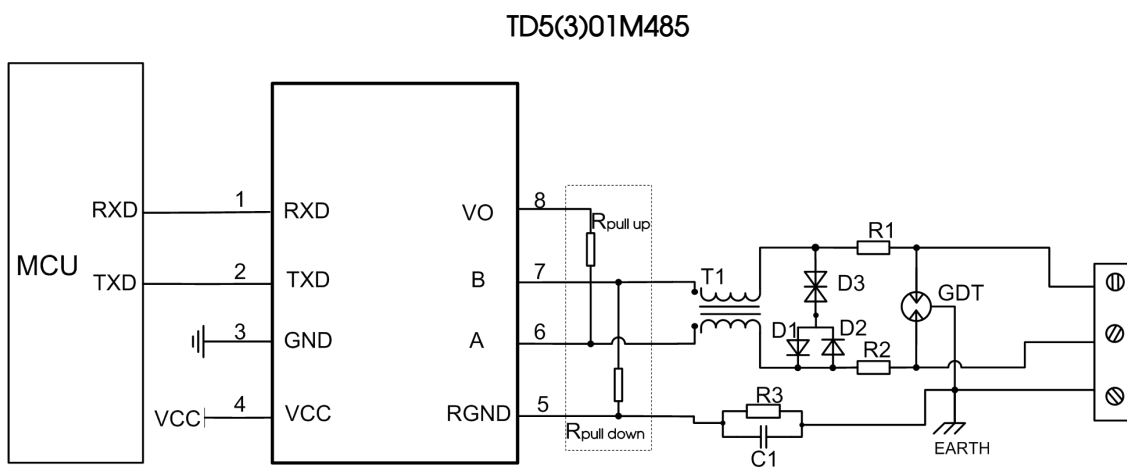 TD5(3)01M485
MCU
RXD
TXD
1
2
3
4
RXD
TXD
GND
VCC
VCC
VO
B
A
RGND
8
7
6
5
Rpull up
Rpull down
T1
D3
D1
D2
R1
R2
GDT
R3
C1
EARTH